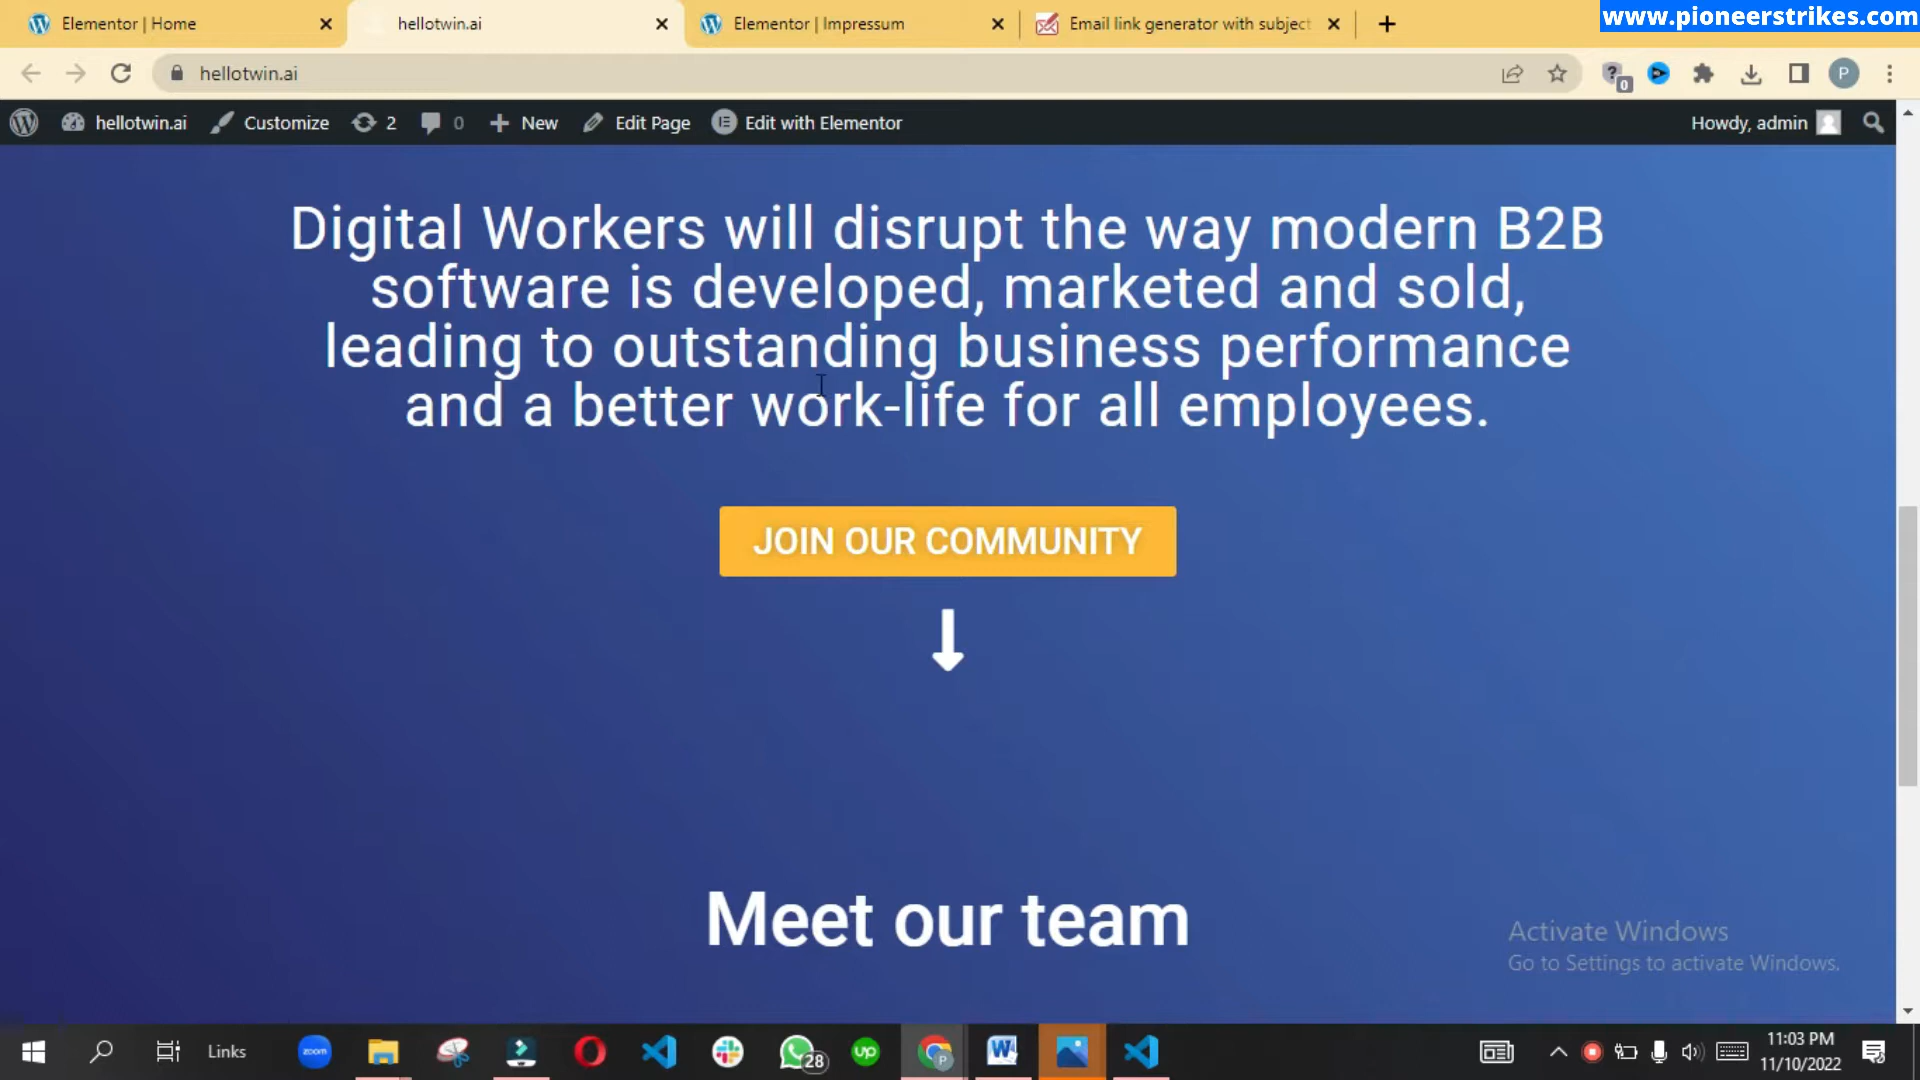 www.pioneerstrikes.com
Elementor | Home
hellotwin.ai
Elementor | Impressum
Email link generator with subject
hellotwin.ai
0
P
hellotwin.ai
Customize
2
0
New
Edit Page
Edit with Elementor
Howdy, admin
Digital Workers will disrupt the way modern B2B
software is developed, marketed and sold,
leading to outstanding business performance
and a better work-life for all employees.
JOIN OUR COMMUNITY
Meet our team
Activate Windows
Go to Settings to activate Windows.
Links
zoom
28
up
P
W
11:03 PM
11/10/2022